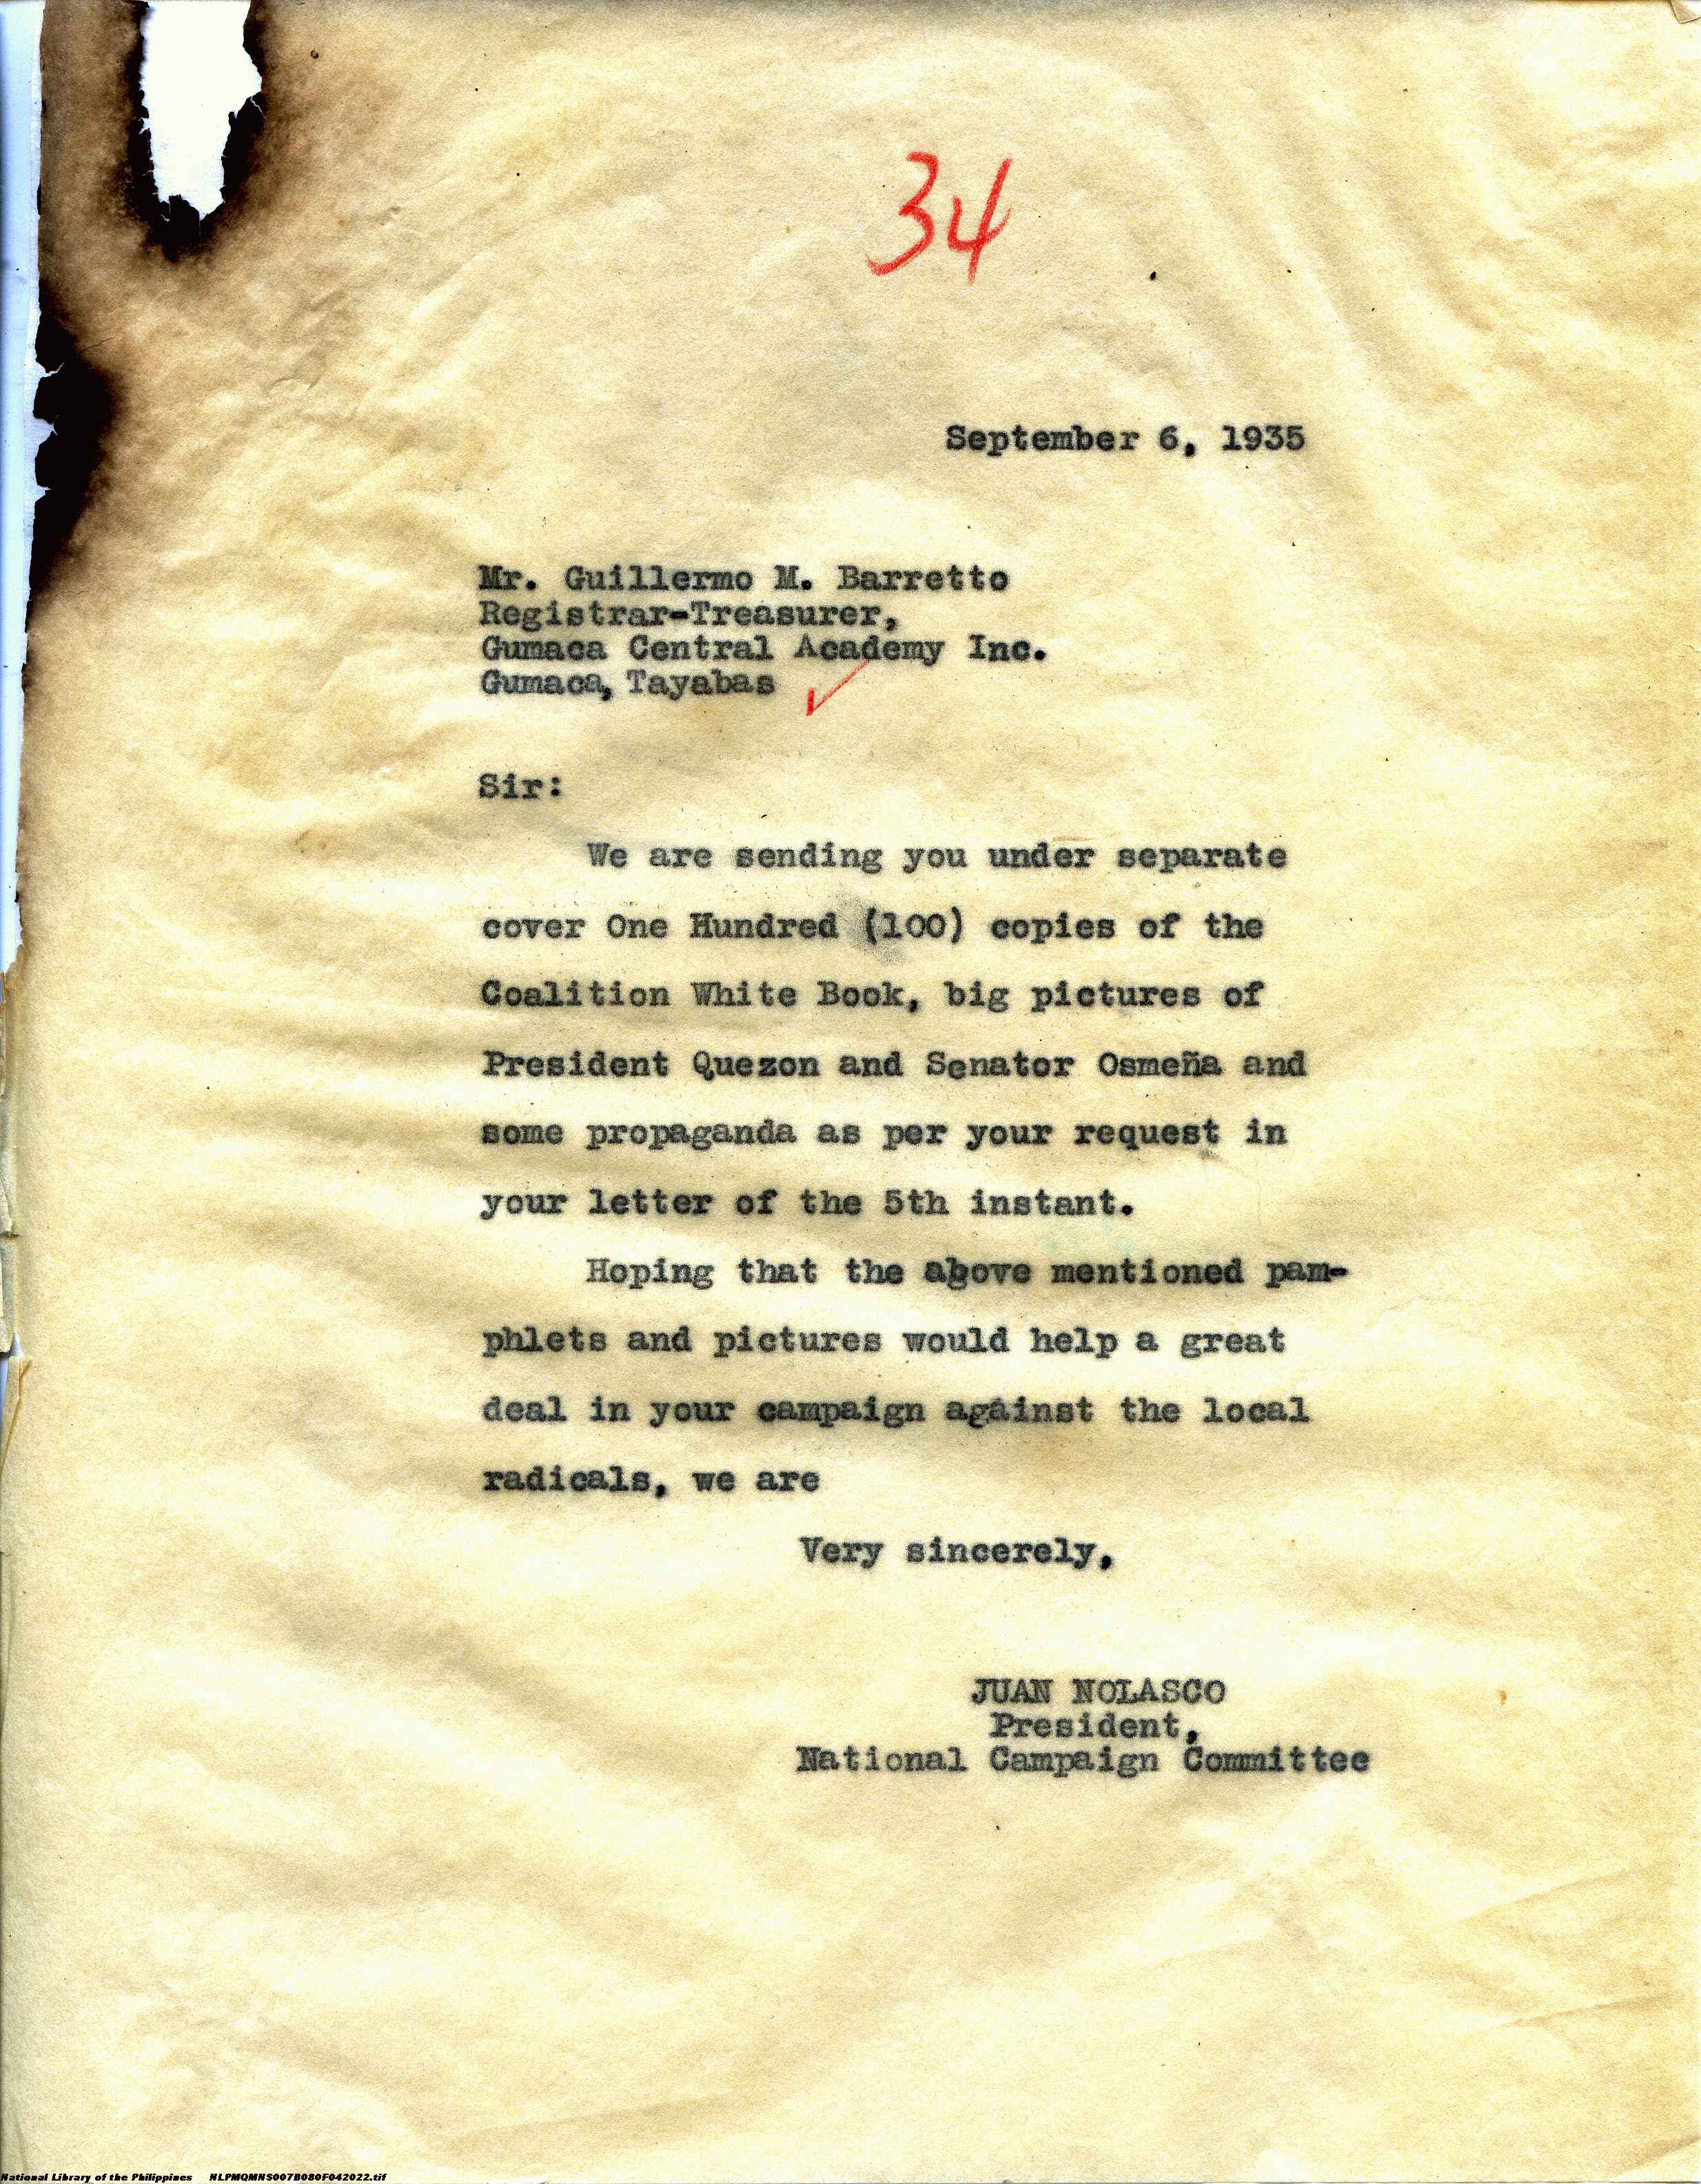 34
September 6, 1935
Mr. Guillermo M. Barretto
Registrar-Treasurer,
Gumaca Central Academy Inc.
Gumaca, Tayabas
Sir:
We are sending you under separate
cover One Hundred (100) copies of the
Coalition White Book, big pictures of
President Quezon and Senator Osmeña and
some propaganda as per your request in
your letter of the 5th instant.
Hoping that the above mentioned pam-
phlets and pictures would help a great
deal in your campaign against the local
radicals, we are
Very sincerely,
JUAN NOLASCO
President,
National Campaign Committee
National Library of the Philippines NLPMQMNS007B080F042022.tif